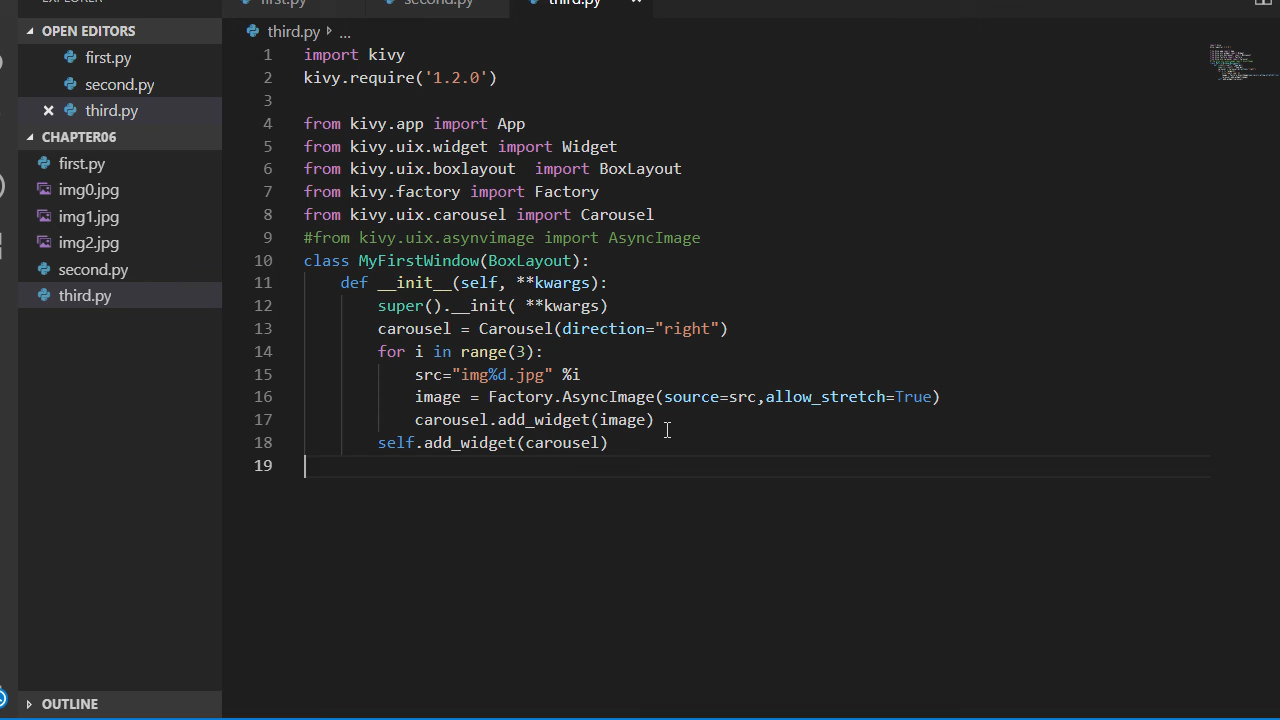 EXPLORER
first.py
second.py
third.py
OPEN EDITORS
first.py
second.py
third.py
CHAPTER06
first.py
img0.jpg
img1.jpg
img2.jpg
second.py
third.py
OUTLINE
third.py ...
1 import kivy
2 kivy.require('1.2.0')
3
4 from kivy.app import App
5 from kivy.uix.widget import Widget
6 from kivy.uix.boxlayout  import BoxLayout
7 from kivy.factory import Factory
8 from kivy.uix.carousel import Carousel
9 #from kivy.uix.asynvimage import AsyncImage
10 class MyFirstWindow(BoxLayout):
11 def __init__(self, **kwargs):
12 super().__init( **kwargs)
13 carousel = Carousel(direction="right")
14 for i in range(3):
15 src="img%d.jpg" %i
16 image = Factory.AsyncImage(source=src,allow_stretch=True)
17 carousel.add_widget(image)
18 self.add_widget(carousel)
19